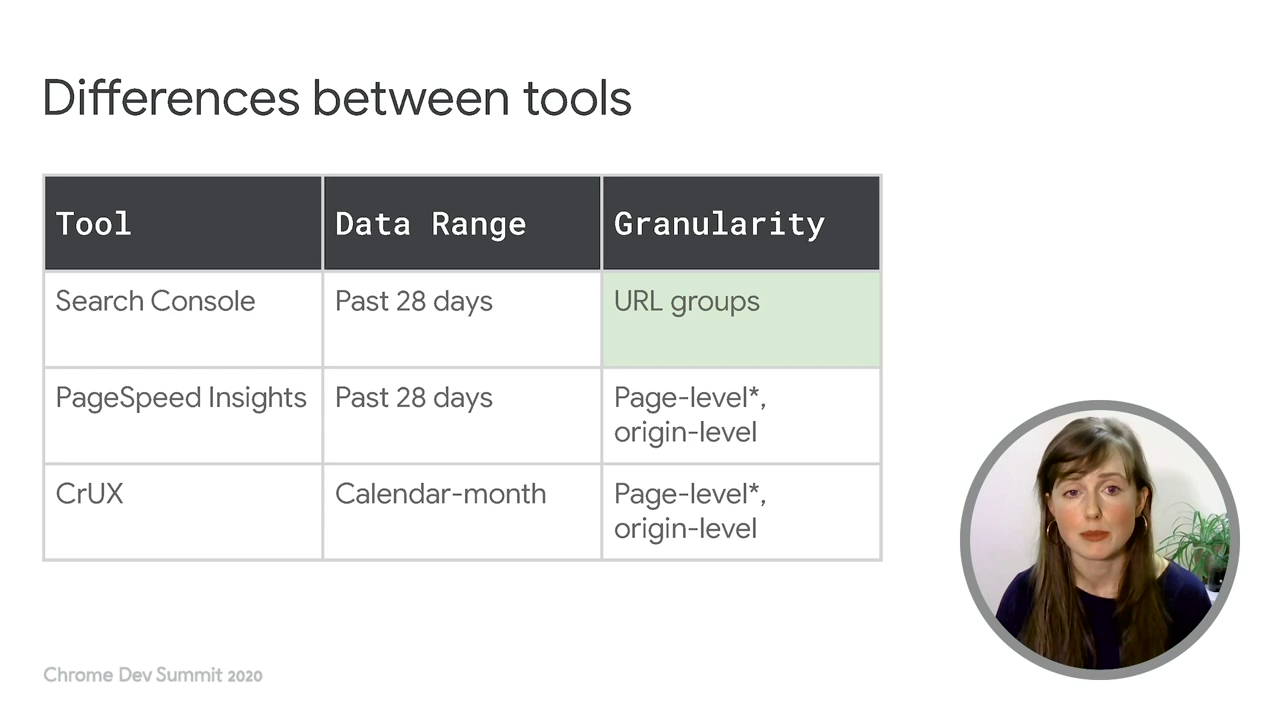 Differences between tools
Tool Data Range Granularity
Search Console Past 28 days URL groups
PageSpeed Insights Past 28 days Page-level*,
origin-level
CrUX Calendar-month Page-level*,
origin-level
Chrome Dev Summit 2020